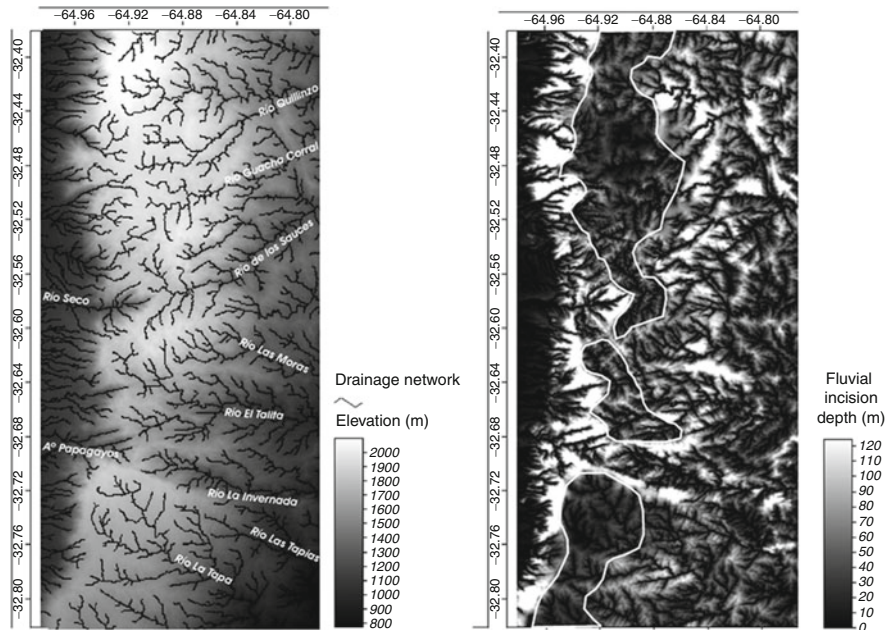 −64.96 −64.92 −64.88 −64.84 −64.80
−32.40
−32.44
−32.48
−32.52
−32.56
−32.60
−32.64
−32.68
−32.72
−32.76
−32.80
Río Quillinzo
Río Guacha Corral
Río de los Sauces
Río Seco
Río Las Moras
Río El Talita
Aº Papagayos
Río La Invernada
Río Las Tapias
Río La Tapa
Drainage network
Elevation (m)
2000
1900
1800
1700
1600
1500
1400
1300
1200
1100
1000
900
800
−64.96 −64.92 −64.88 −64.84 −64.80
−32.40
−32.44
−32.48
−32.52
−32.56
−32.60
−32.64
−32.68
−32.72
−32.76
−32.80
Fluvial
incision
depth (m)
120
110
100
90
80
70
60
50
40
30
20
10
0